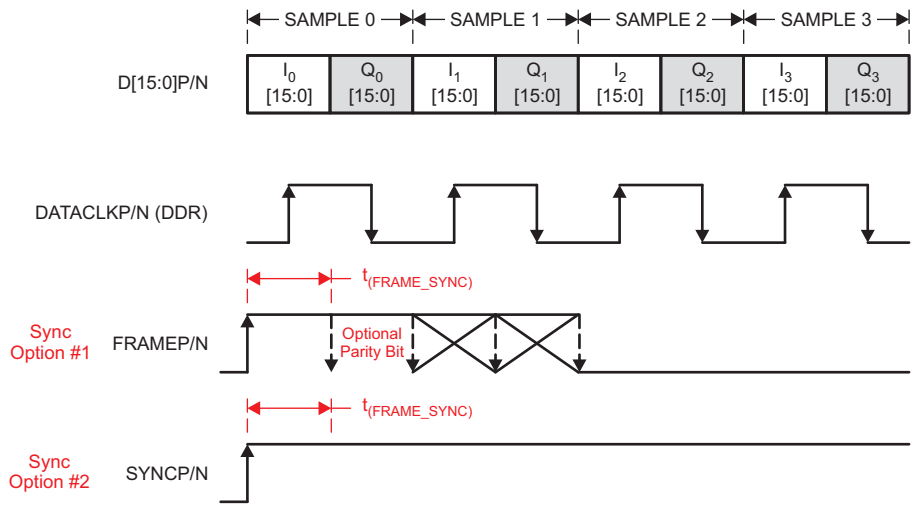 SAMPLE 0 SAMPLE 1 SAMPLE 2 SAMPLE 3
D[15:0]P/N
I0 Q0 I1 Q1 I2 Q2 I3 Q3
[15:0] [15:0] [15:0] [15:0] [15:0] [15:0] [15:0] [15:0]
DATACLKP/N (DDR)
t(FRAME_SYNC)
Sync
Option #1
FRAMEP/N
Optional
Parity Bit
t(FRAME_SYNC)
Sync
Option #2
SYNCP/N